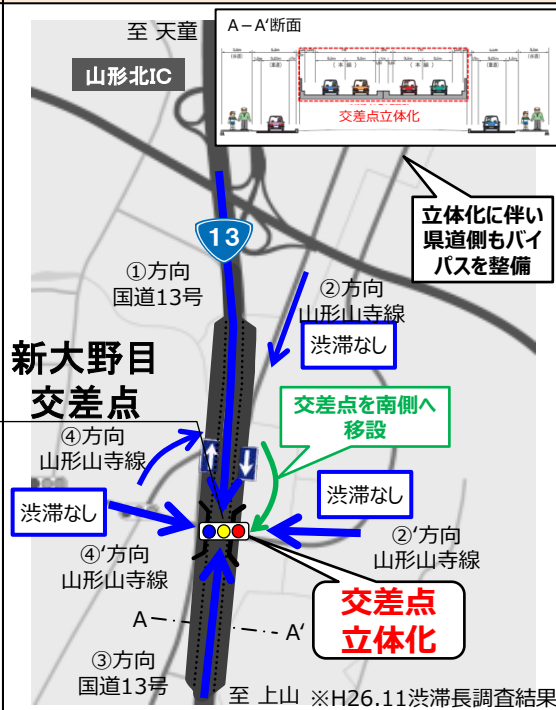 至 天童
A－A‘断面
山形北IC
(本 線)
(本 線)
交差点立体化
立体化に伴い
県道側もバイ
パスを整備
13
①方向
国道13号
②方向
山形山寺線
渋滞なし
新大野目
交差点
交差点を南側へ
移設
④方向
山形山寺線
渋滞なし
渋滞なし
④‘方向
山形山寺線
②‘方向
山形山寺線
交差点
立体化
A
A‘
③方向
国道13号
至 上山
※H26.11渋滞長調査結果